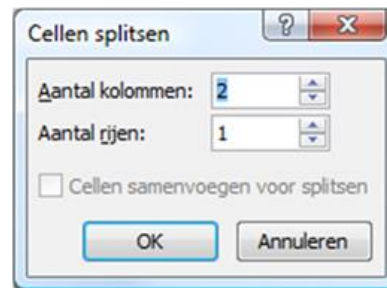 Cellen splitsen
Aantal kolommen: 2
Aantal rijen: 1
Cellen samenvoegen voor splitsen
OK Annuleren